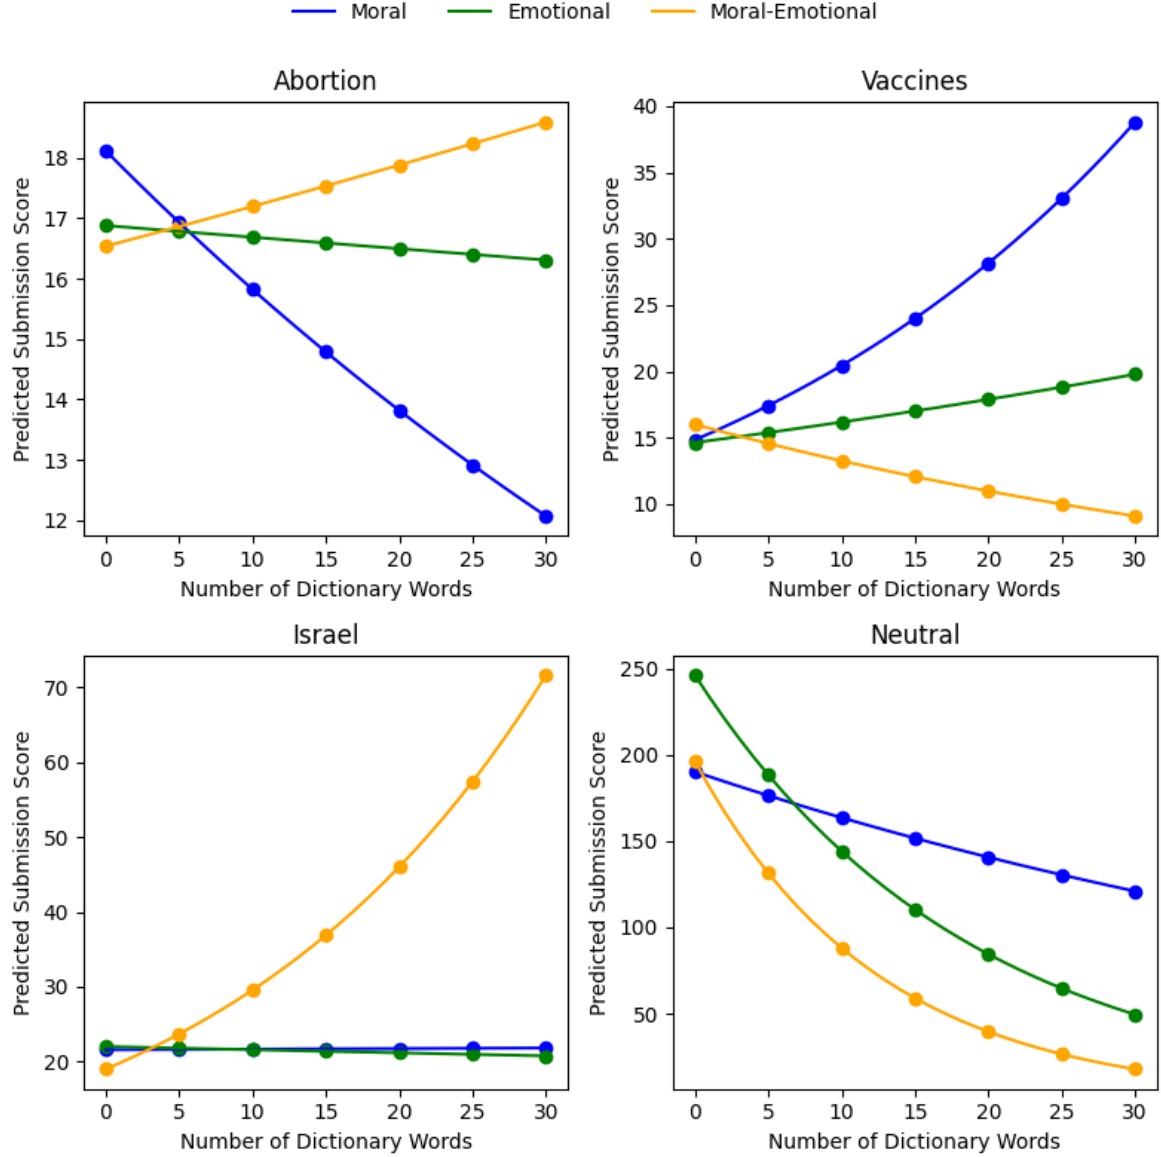 Moral Emotional Moral-Emotional
Abortion
Predicted Submission Score
18
17
16
15
14
13
12
0 5 10 15 20 25 30
Number of Dictionary Words
Vaccines
Predicted Submission Score
40
35
30
25
20
15
10
0 5 10 15 20 25 30
Number of Dictionary Words
Israel
Predicted Submission Score
70
60
50
40
30
20
0 5 10 15 20 25 30
Number of Dictionary Words
Neutral
Predicted Submission Score
250
200
150
100
50
0 5 10 15 20 25 30
Number of Dictionary Words